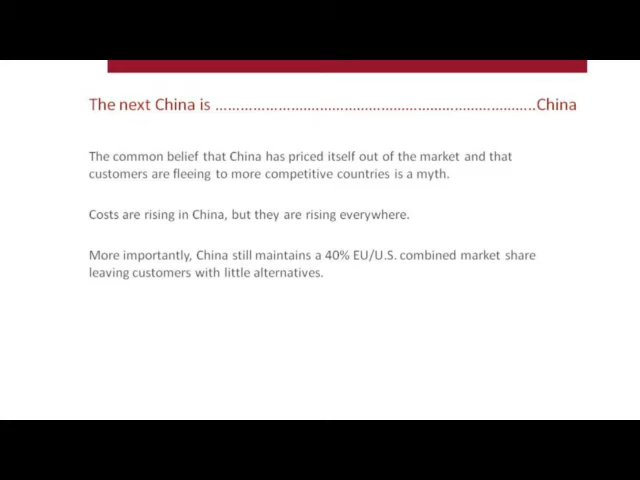 The next China is ……………………………………………………………………..China
The common belief that China has priced itself out of the market and that
customers are fleeing to more competitive countries is a myth.
Costs are rising in China, but they are rising everywhere.
More importantly, China still maintains a 40% EU/U.S. combined market share
leaving customers with little alternatives.